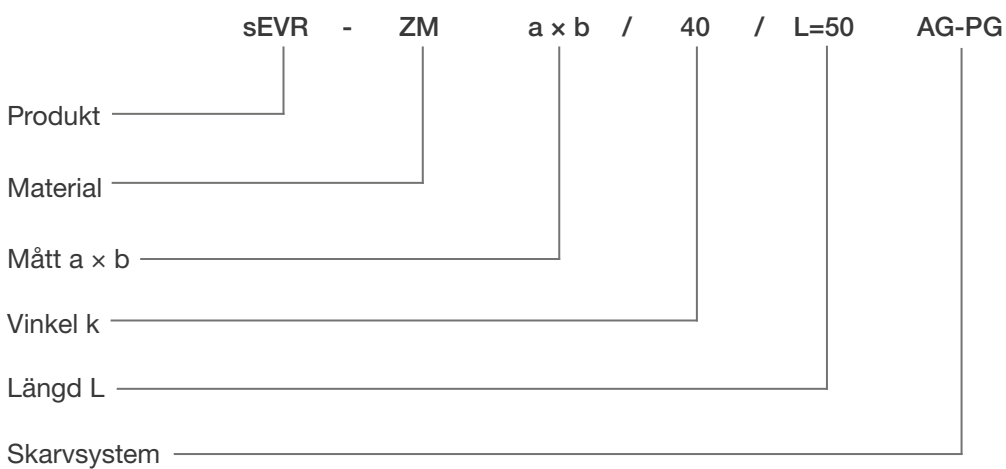 sEVR - ZM a × b / 40 / L=50 AG-PG
Produkt
Material
Mått a × b
Vinkel k
Längd L
Skarvsystem